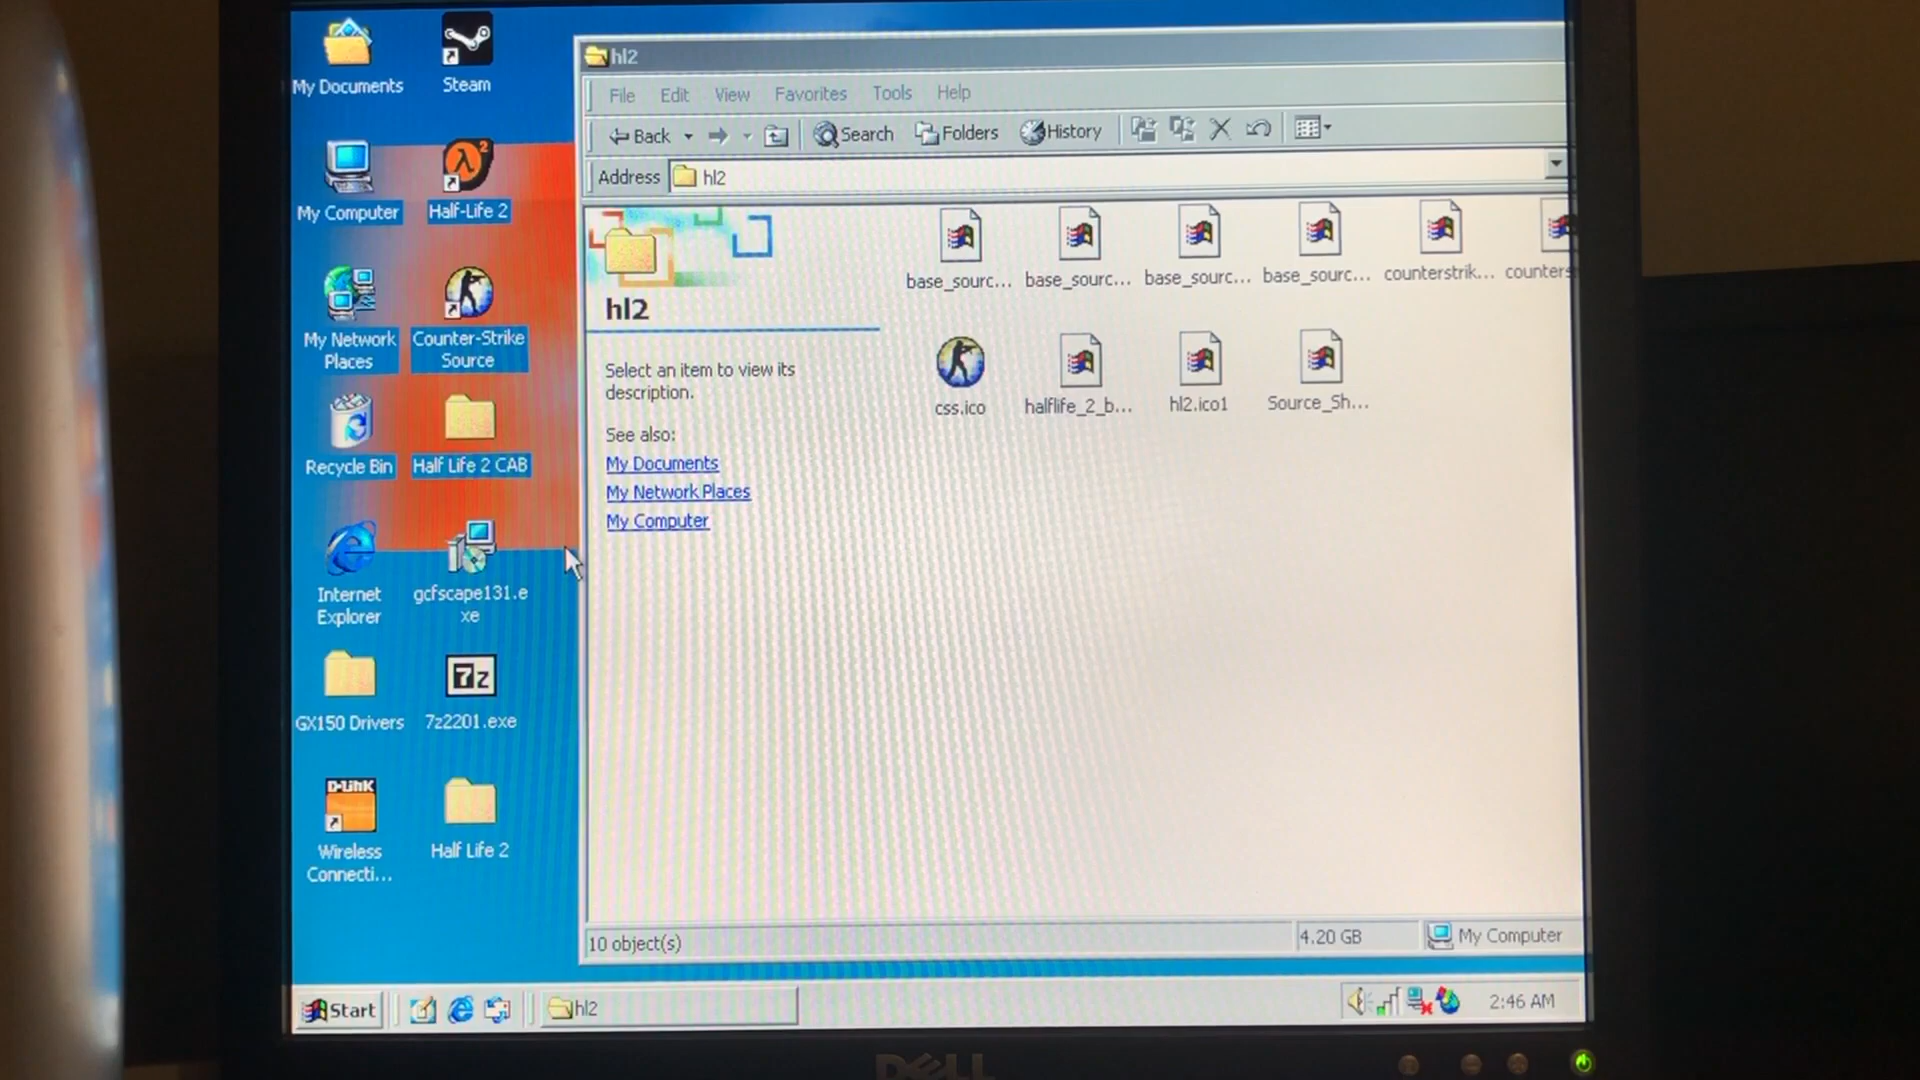 My Documents
Steam
My Computer
Half-Life 2
My Network
Places
Counter-Strike
Source
Recycle Bin
Half Life 2 CAB
Internet
Explorer
gcfscape131.e
xe
GX150 Drivers
7z
7z2201.exe
D-Link
Wireless
Connecti...
Half Life 2
hl2
File Edit View Favorites Tools Help
Back Search Folders History
Address hl2
hl2
Select an item to view its
description.
See also:
My Documents
My Network Places
My Computer
base_sourc... base_sourc... base_sourc... base_sourc... counterstrik... counters
css.ico halflife_2_b... hl2.ico1 Source_Sh...
10 object(s) 4.20 GB My Computer
Start hl2 2:46 AM
DELL